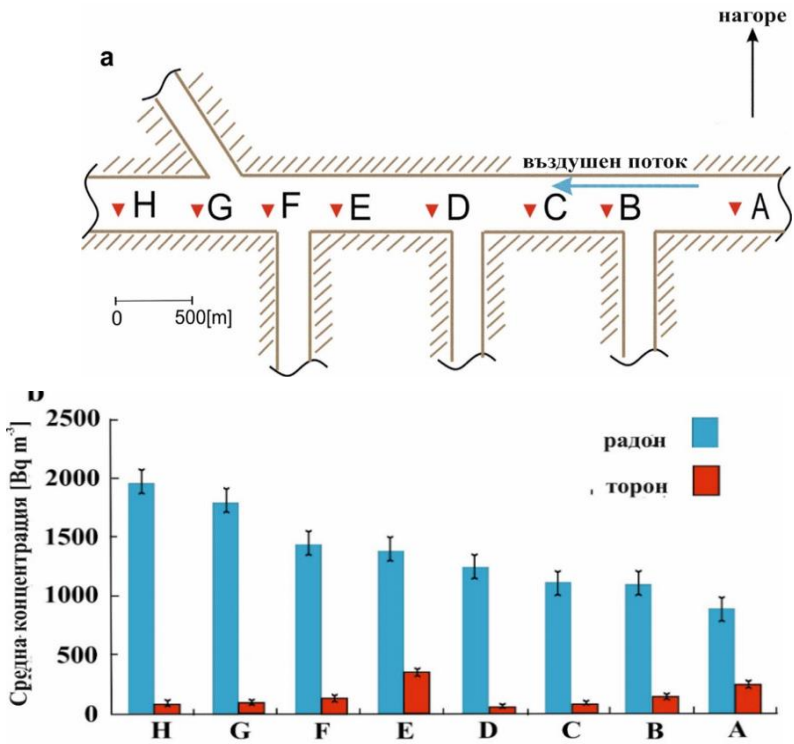 нагоре
a
въздушен поток
H G F E D C B A
0 500[m]
b
Средна концентрация [Bq m⁻³]
2500
2000
1500
1000
500
0
радон
торон
H G F E D C B A